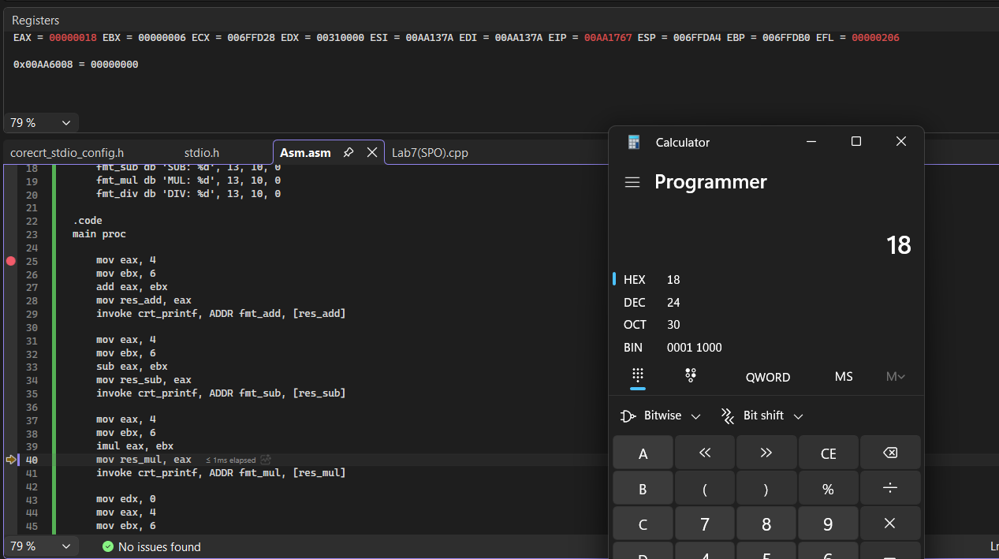 Registers
EAX = 00000018 EBX = 00000006 ECX = 006FFD28 EDX = 00310000 ESI = 00AA137A EDI = 00AA137A EIP = 00AA1767 ESP = 006FFDA4 EBP = 006FFDB0 EFL = 00000206
0x00AA6008 = 00000000
79 %
corecrt_stdio_config.h stdio.h Asm.asm Lab7(SPO).cpp
18 fmt_sub db 'SUB: %d', 13, 10, 0
19 fmt_mul db 'MUL: %d', 13, 10, 0
20 fmt_div db 'DIV: %d', 13, 10, 0
21
22 .code
23 main proc
24
25 mov eax, 4
26 mov ebx, 6
27 add eax, ebx
28 mov res_add, eax
29 invoke crt_printf, ADDR fmt_add, [res_add]
30
31 mov eax, 4
32 mov ebx, 6
33 sub eax, ebx
34 mov res_sub, eax
35 invoke crt_printf, ADDR fmt_sub, [res_sub]
36
37 mov eax, 4
38 mov ebx, 6
39 imul eax, ebx
40 mov res_mul, eax ≤ 1ms elapsed
41 invoke crt_printf, ADDR fmt_mul, [res_mul]
42
43 mov edx, 0
44 mov eax, 4
45 mov ebx, 6
79 % No issues found
Calculator
Programmer
18
HEX 18
DEC 24
OCT 30
BIN 0001 1000
QWORD MS M
Bitwise Bit shift
A << >> CE
B ( ) % ÷
C 7 8 9 ×
D 4 5 6 −